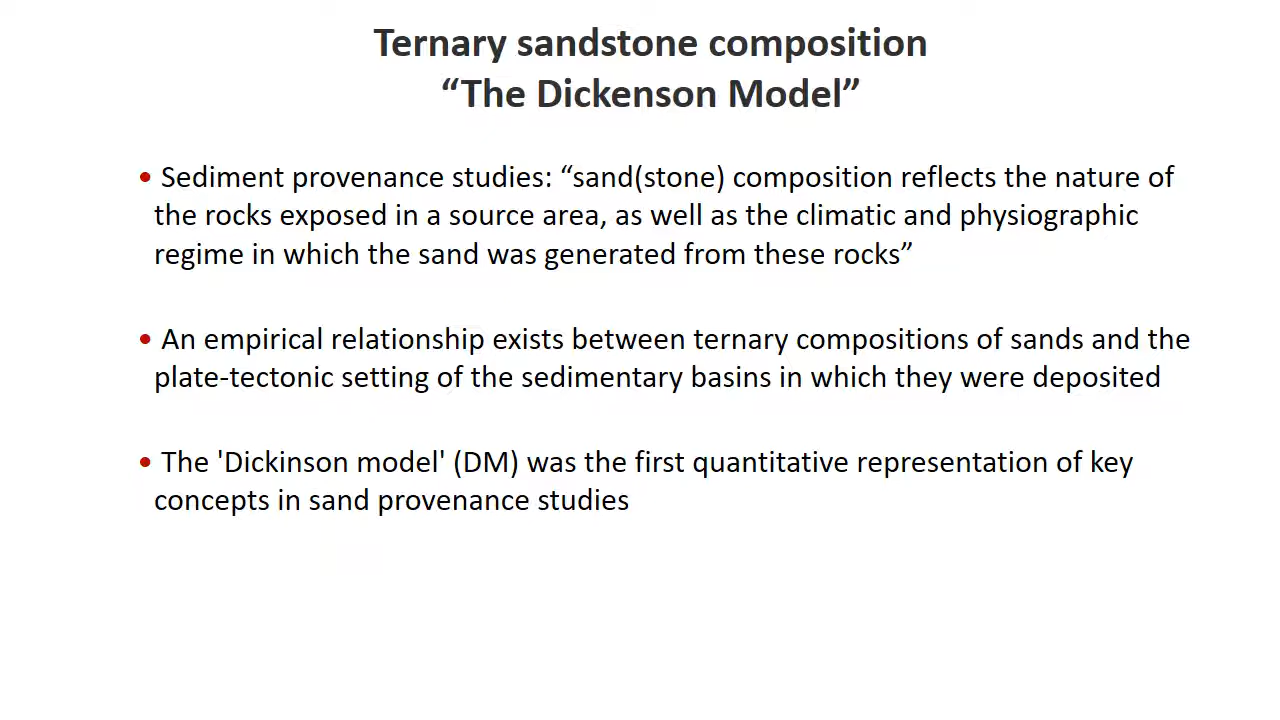 Ternary sandstone composition
“The Dickenson Model”
• Sediment provenance studies: “sand(stone) composition reflects the nature of
the rocks exposed in a source area, as well as the climatic and physiographic
regime in which the sand was generated from these rocks”
• An empirical relationship exists between ternary compositions of sands and the
plate-tectonic setting of the sedimentary basins in which they were deposited
• The 'Dickinson model' (DM) was the first quantitative representation of key
concepts in sand provenance studies